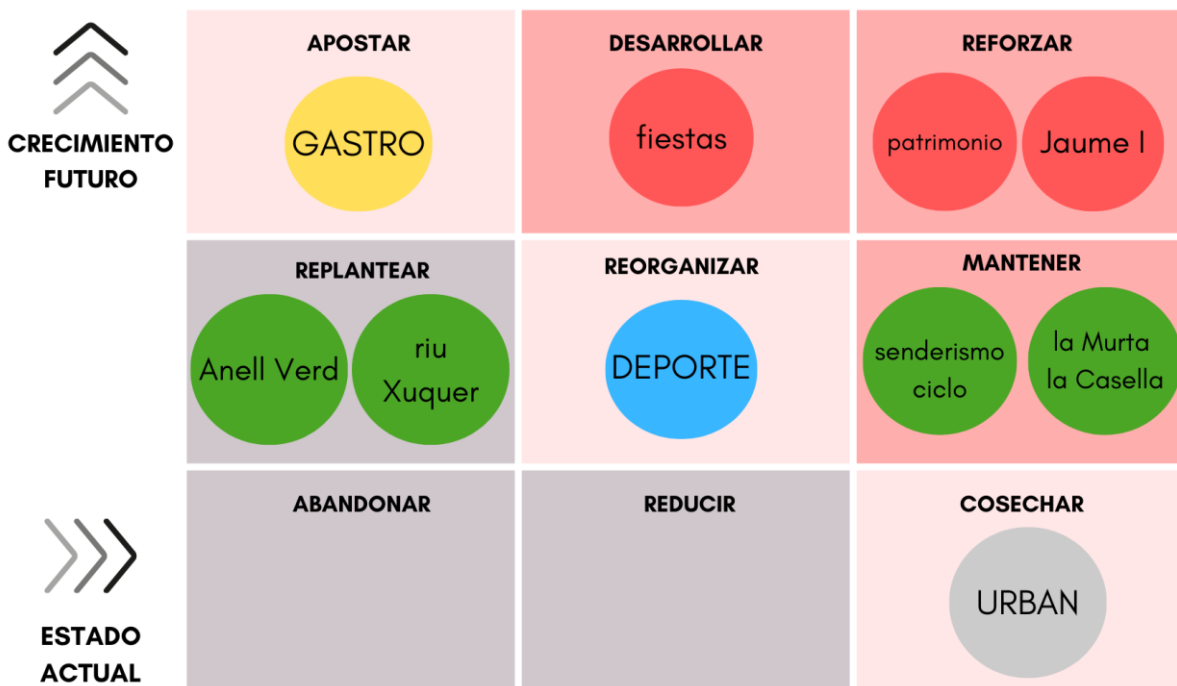 CRECIMIENTO
FUTURO
APOSTAR
GASTRO
DESARROLLAR
fiestas
REFORZAR
patrimonio
Jaume I
REPLANTEAR
Anell Verd
riu
Xuquer
REORGANIZAR
DEPORTE
MANTENER
senderismo
ciclo
la Murta
la Casella
ABANDONAR
REDUCIR
COSECHAR
URBAN
ESTADO
ACTUAL